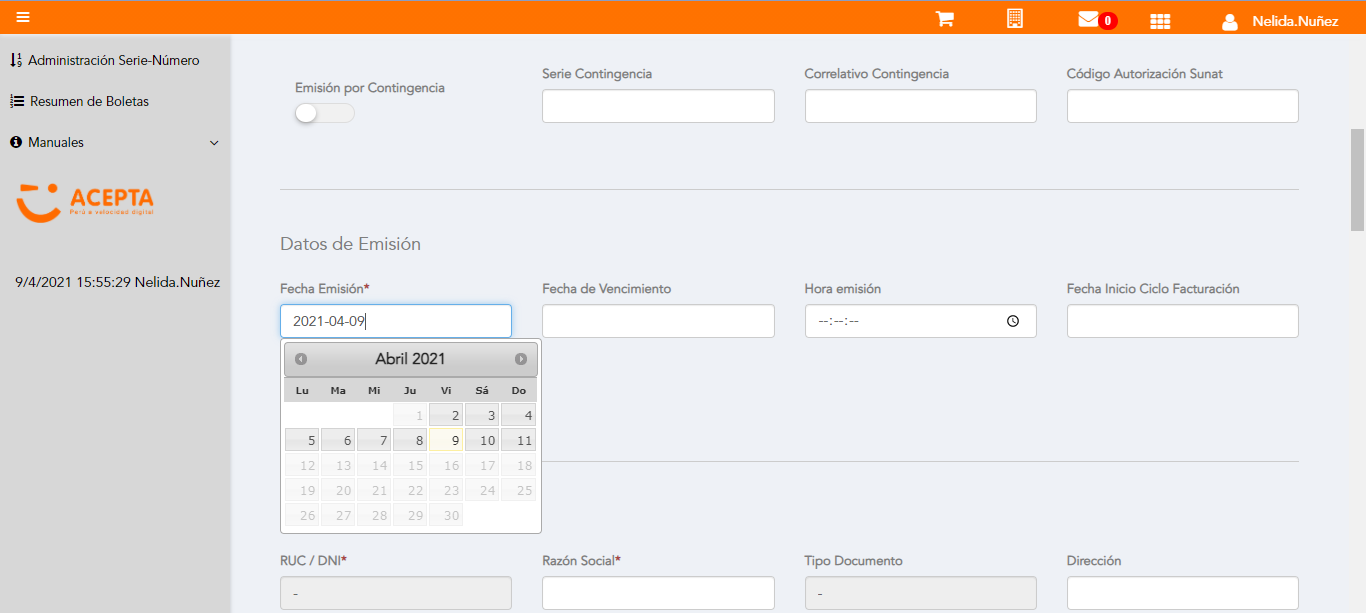 0
Nelida.Nuñez
Administración Serie-Número
Resumen de Boletas
Manuales
ACEPTA
Perú a velocidad digital
9/4/2021 15:55:29 Nelida.Nuñez
Emisión por Contingencia
Serie Contingencia
Correlativo Contingencia
Código Autorización Sunat
Datos de Emisión
Fecha Emisión*
Fecha de Vencimiento
Hora emisión
Fecha Inicio Ciclo Facturación
2021-04-09
--:--:--
Abril 2021
Lu Ma Mi Ju Vi Sá Do
1 2 3 4
5 6 7 8 9 10 11
12 13 14 15 16 17 18
19 20 21 22 23 24 25
26 27 28 29 30
RUC / DNI*
Razón Social*
Tipo Documento
Dirección
-
-